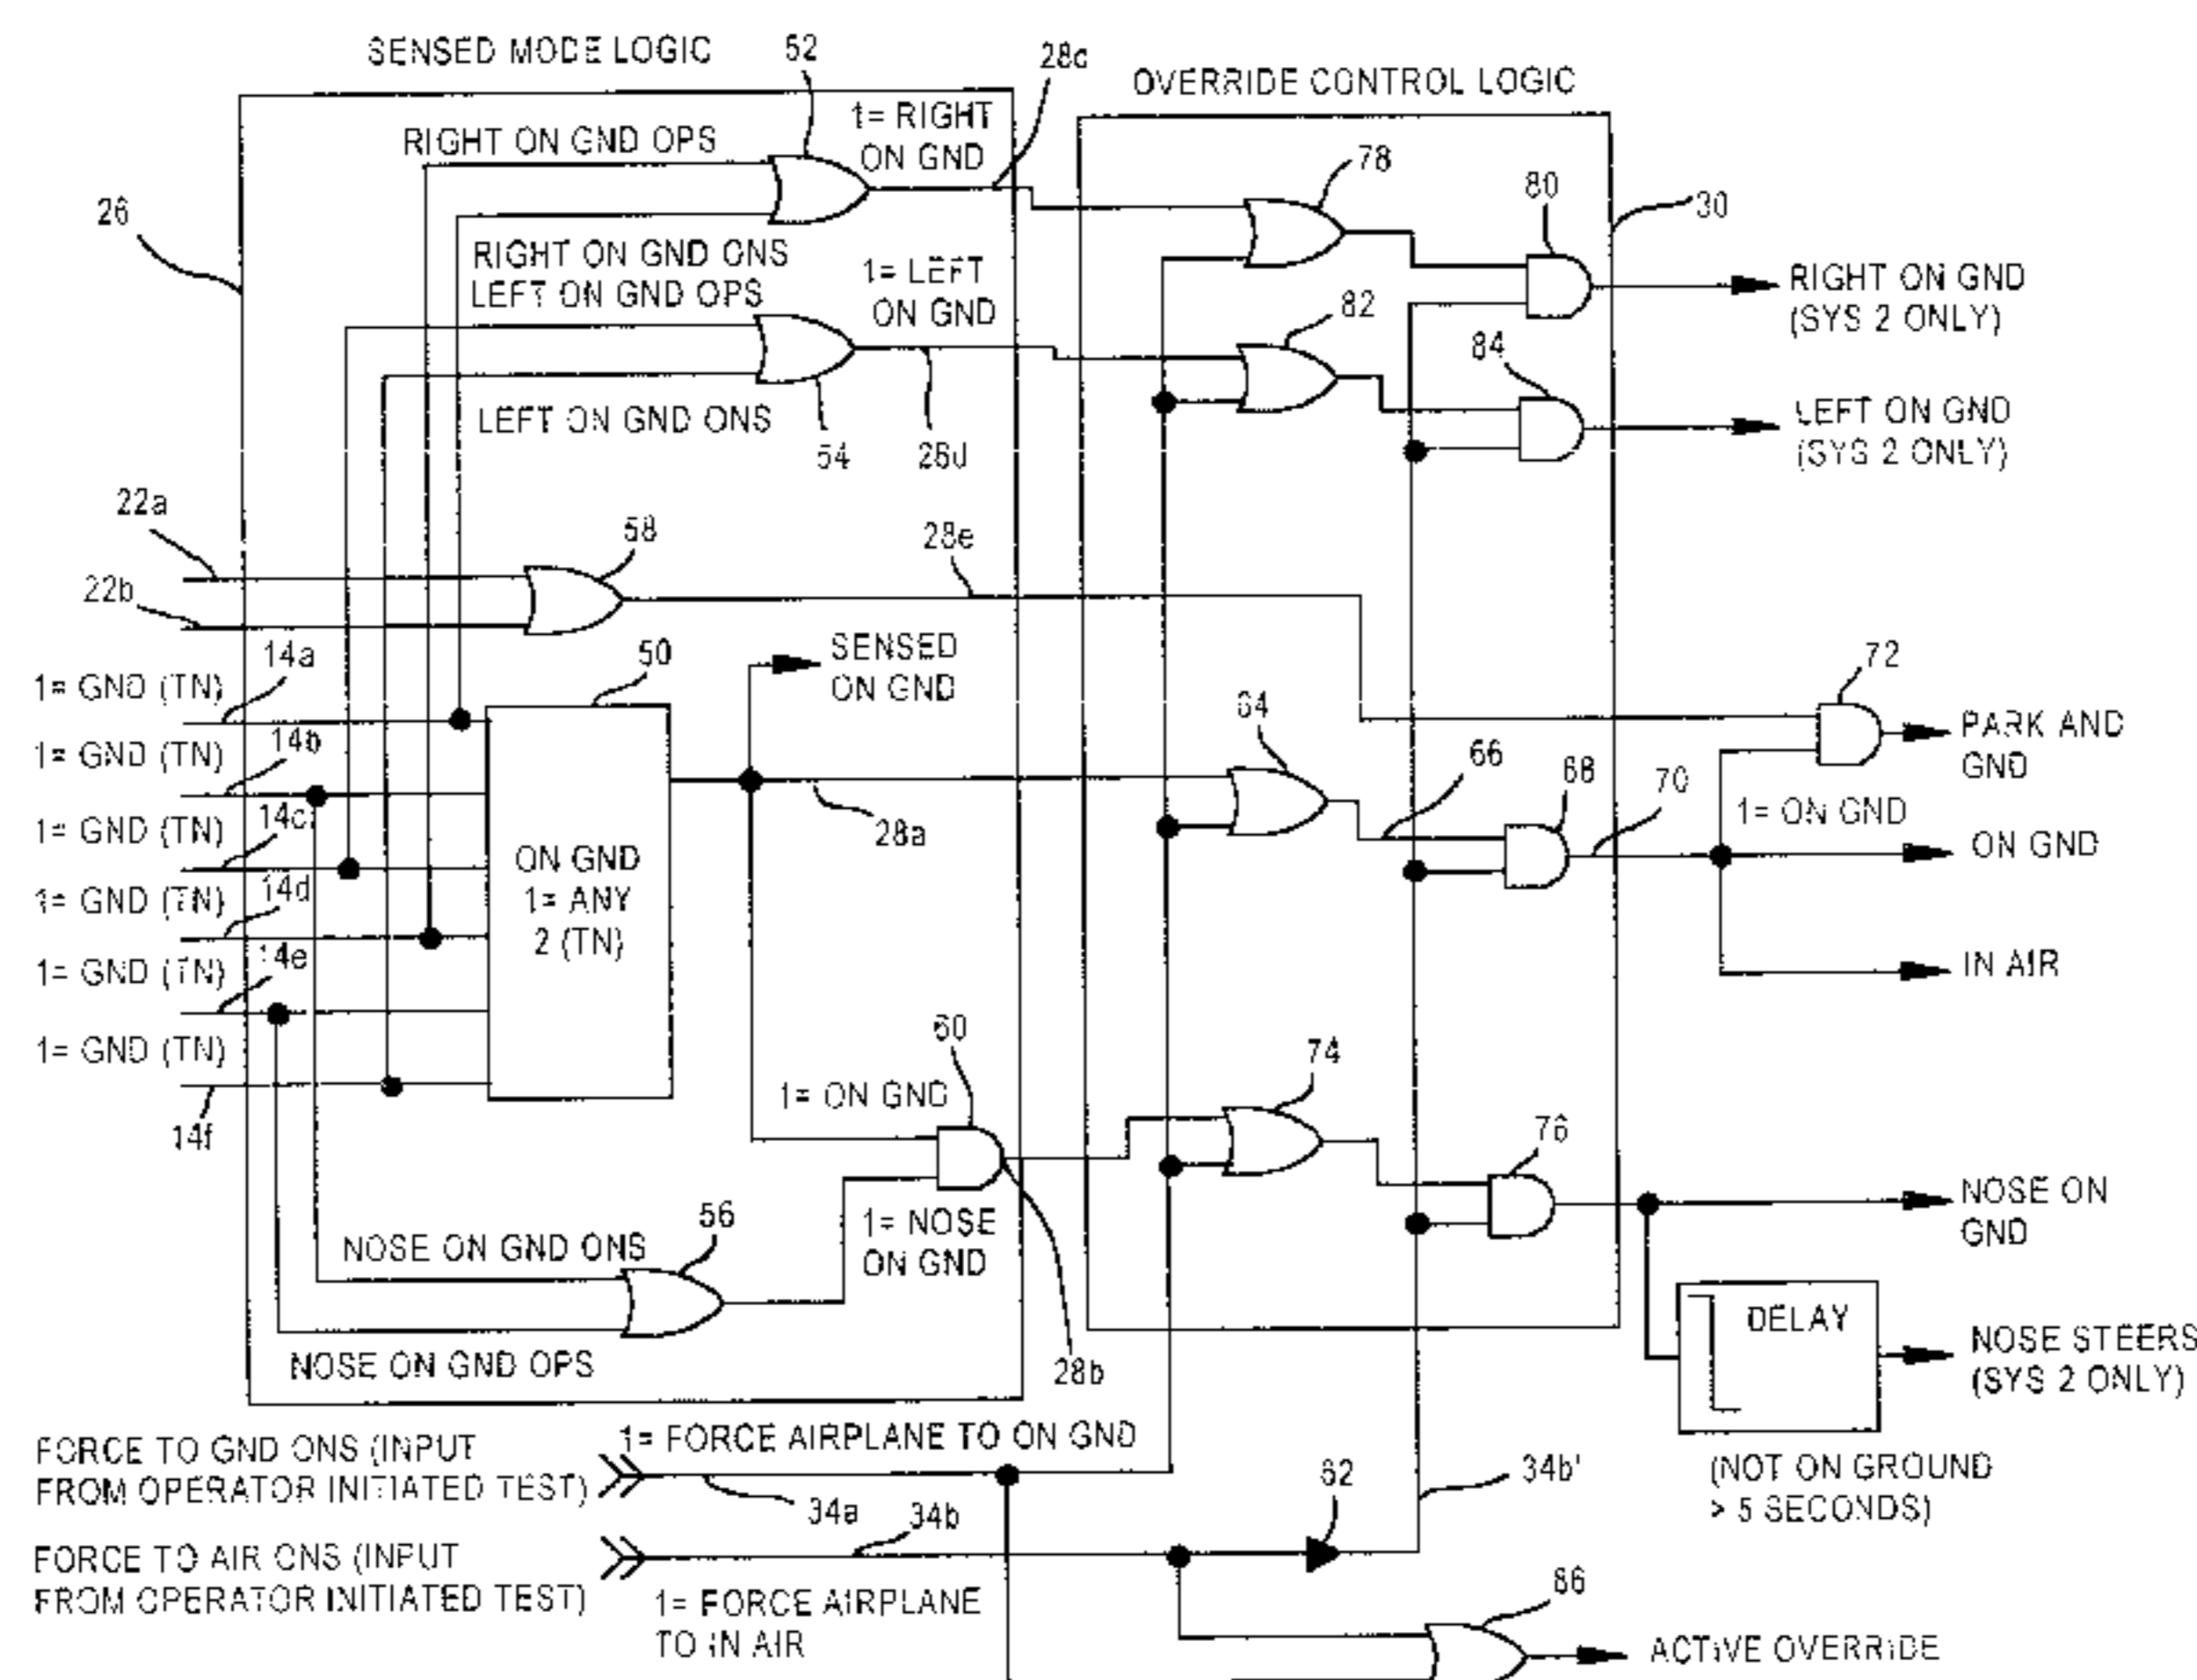 SENSED MODE LOGIC
52
28c
OVERRIDE CONTROL LOGIC
1= RIGHT
ON GND
RIGHT ON GND OPS
78
80
30
26
RIGHT ON GND ONS
LEFT ON GND OPS
1= LEFT
ON GND
RIGHT ON GND
(SYS 2 ONLY)
82
84
LEFT ON GND ONS
54
28d
LEFT ON GND
(SYS 2 ONLY)
22a
58
28e
22b
14a
50
SENSED
ON GND
72
1= GND (TN)
64
PARK AND
GND
14b
1= GND (TN)
66
68
70
1= ON GND
14c
1= GND (TN)
28a
ON GND
1= ANY
2 (TN)
ON GND
14d
1= GND (TN)
14e
1= GND (TN)
IN AIR
60
1= GND (TN)
74
1= ON GND
14f
76
NOSE ON
GND
56
1= NOSE
ON GND
NOSE ON GND ONS
DELAY
NOSE ON GND OPS
28b
NOSE STEERS
(SYS 2 ONLY)
FORCE TO GND ONS (INPUT
FROM OPERATOR INITIATED TEST)
1= FORCE AIRPLANE TO ON GND
34a
34b
62
34b'
(NOT ON GROUND
> 5 SECONDS)
FORCE TO AIR ONS (INPUT
FROM OPERATOR INITIATED TEST)
1= FORCE AIRPLANE
TO IN AIR
86
ACTIVE OVERRIDE